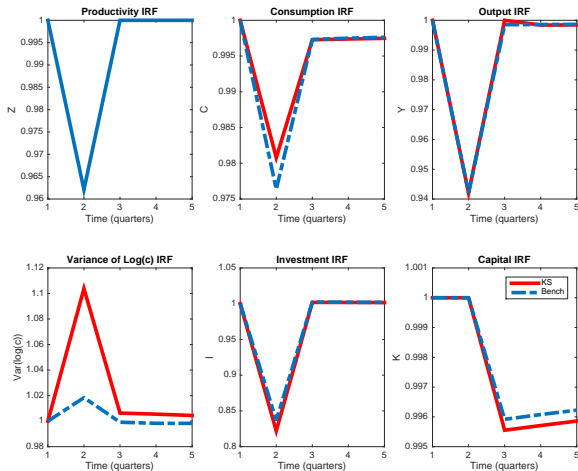 Productivity IRF
1
0.995
0.99
0.985
0.98
0.975
0.97
0.965
0.96
Z
1 2 3 4 5
Time (quarters)
Consumption IRF
1
0.995
0.99
0.985
0.98
0.975
C
1 2 3 4 5
Time (quarters)
Output IRF
1
0.99
0.98
0.97
0.96
0.95
0.94
Y
1 2 3 4 5
Time (quarters)
Variance of Log(c) IRF
1.12
1.1
1.08
1.06
1.04
1.02
1
0.98
Var(log(c))
1 2 3 4 5
Time (quarters)
Investment IRF
1.05
1
0.95
0.9
0.85
0.8
I
1 2 3 4 5
Time (quarters)
Capital IRF
1.001
1
0.999
0.998
0.997
0.996
0.995
K
KS
Bench
1 2 3 4 5
Time (quarters)